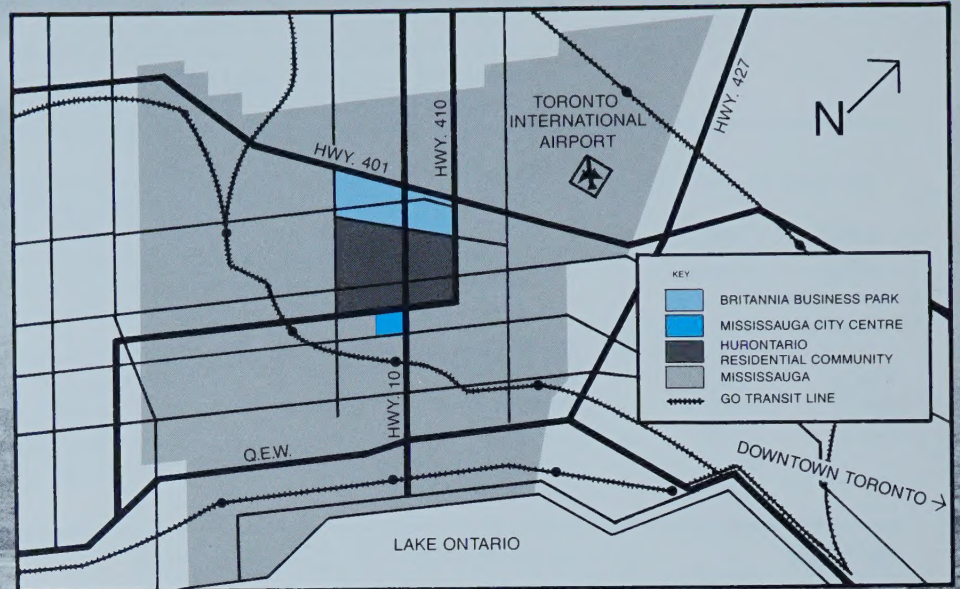 TORONTO
INTERNATIONAL
AIRPORT
HWY. 427
N
HWY. 410
HWY. 401
KEY
BRITANNIA BUSINESS PARK
MISSISSAUGA CITY CENTRE
HURONTARIO
RESIDENTIAL COMMUNITY
MISSISSAUGA
GO TRANSIT LINE
HWY. 10
Q.E.W.
DOWNTOWN TORONTO →
LAKE ONTARIO